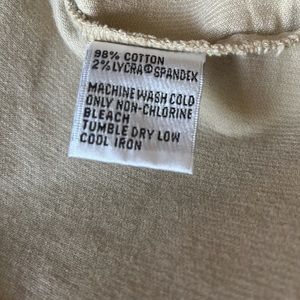 98% COTTON
2% LYCRA® SPANDEX
MACHINE WASH COLD
ONLY NON-CHLORINE
BLEACH
TUMBLE DRY LOW
COOL IRON